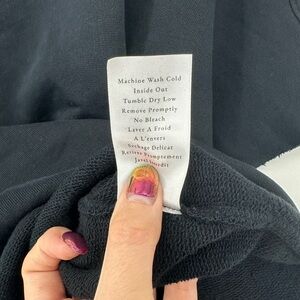 Machine Wash Cold
Inside Out
Tumble Dry Low
Remove Promptly
No Bleach
Laver A Froid
A L'envers
Sechage Delicat
Retirer Promptement
Javel